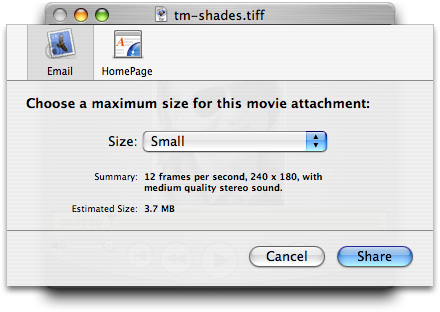 tm-shades.tiff
Email HomePage
Choose a maximum size for this movie attachment:
Size: Small
Summary: 12 frames per second, 240 x 180, with
medium quality stereo sound.
Estimated Size: 3.7 MB
Cancel Share